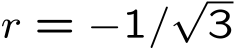 r = −1/√3